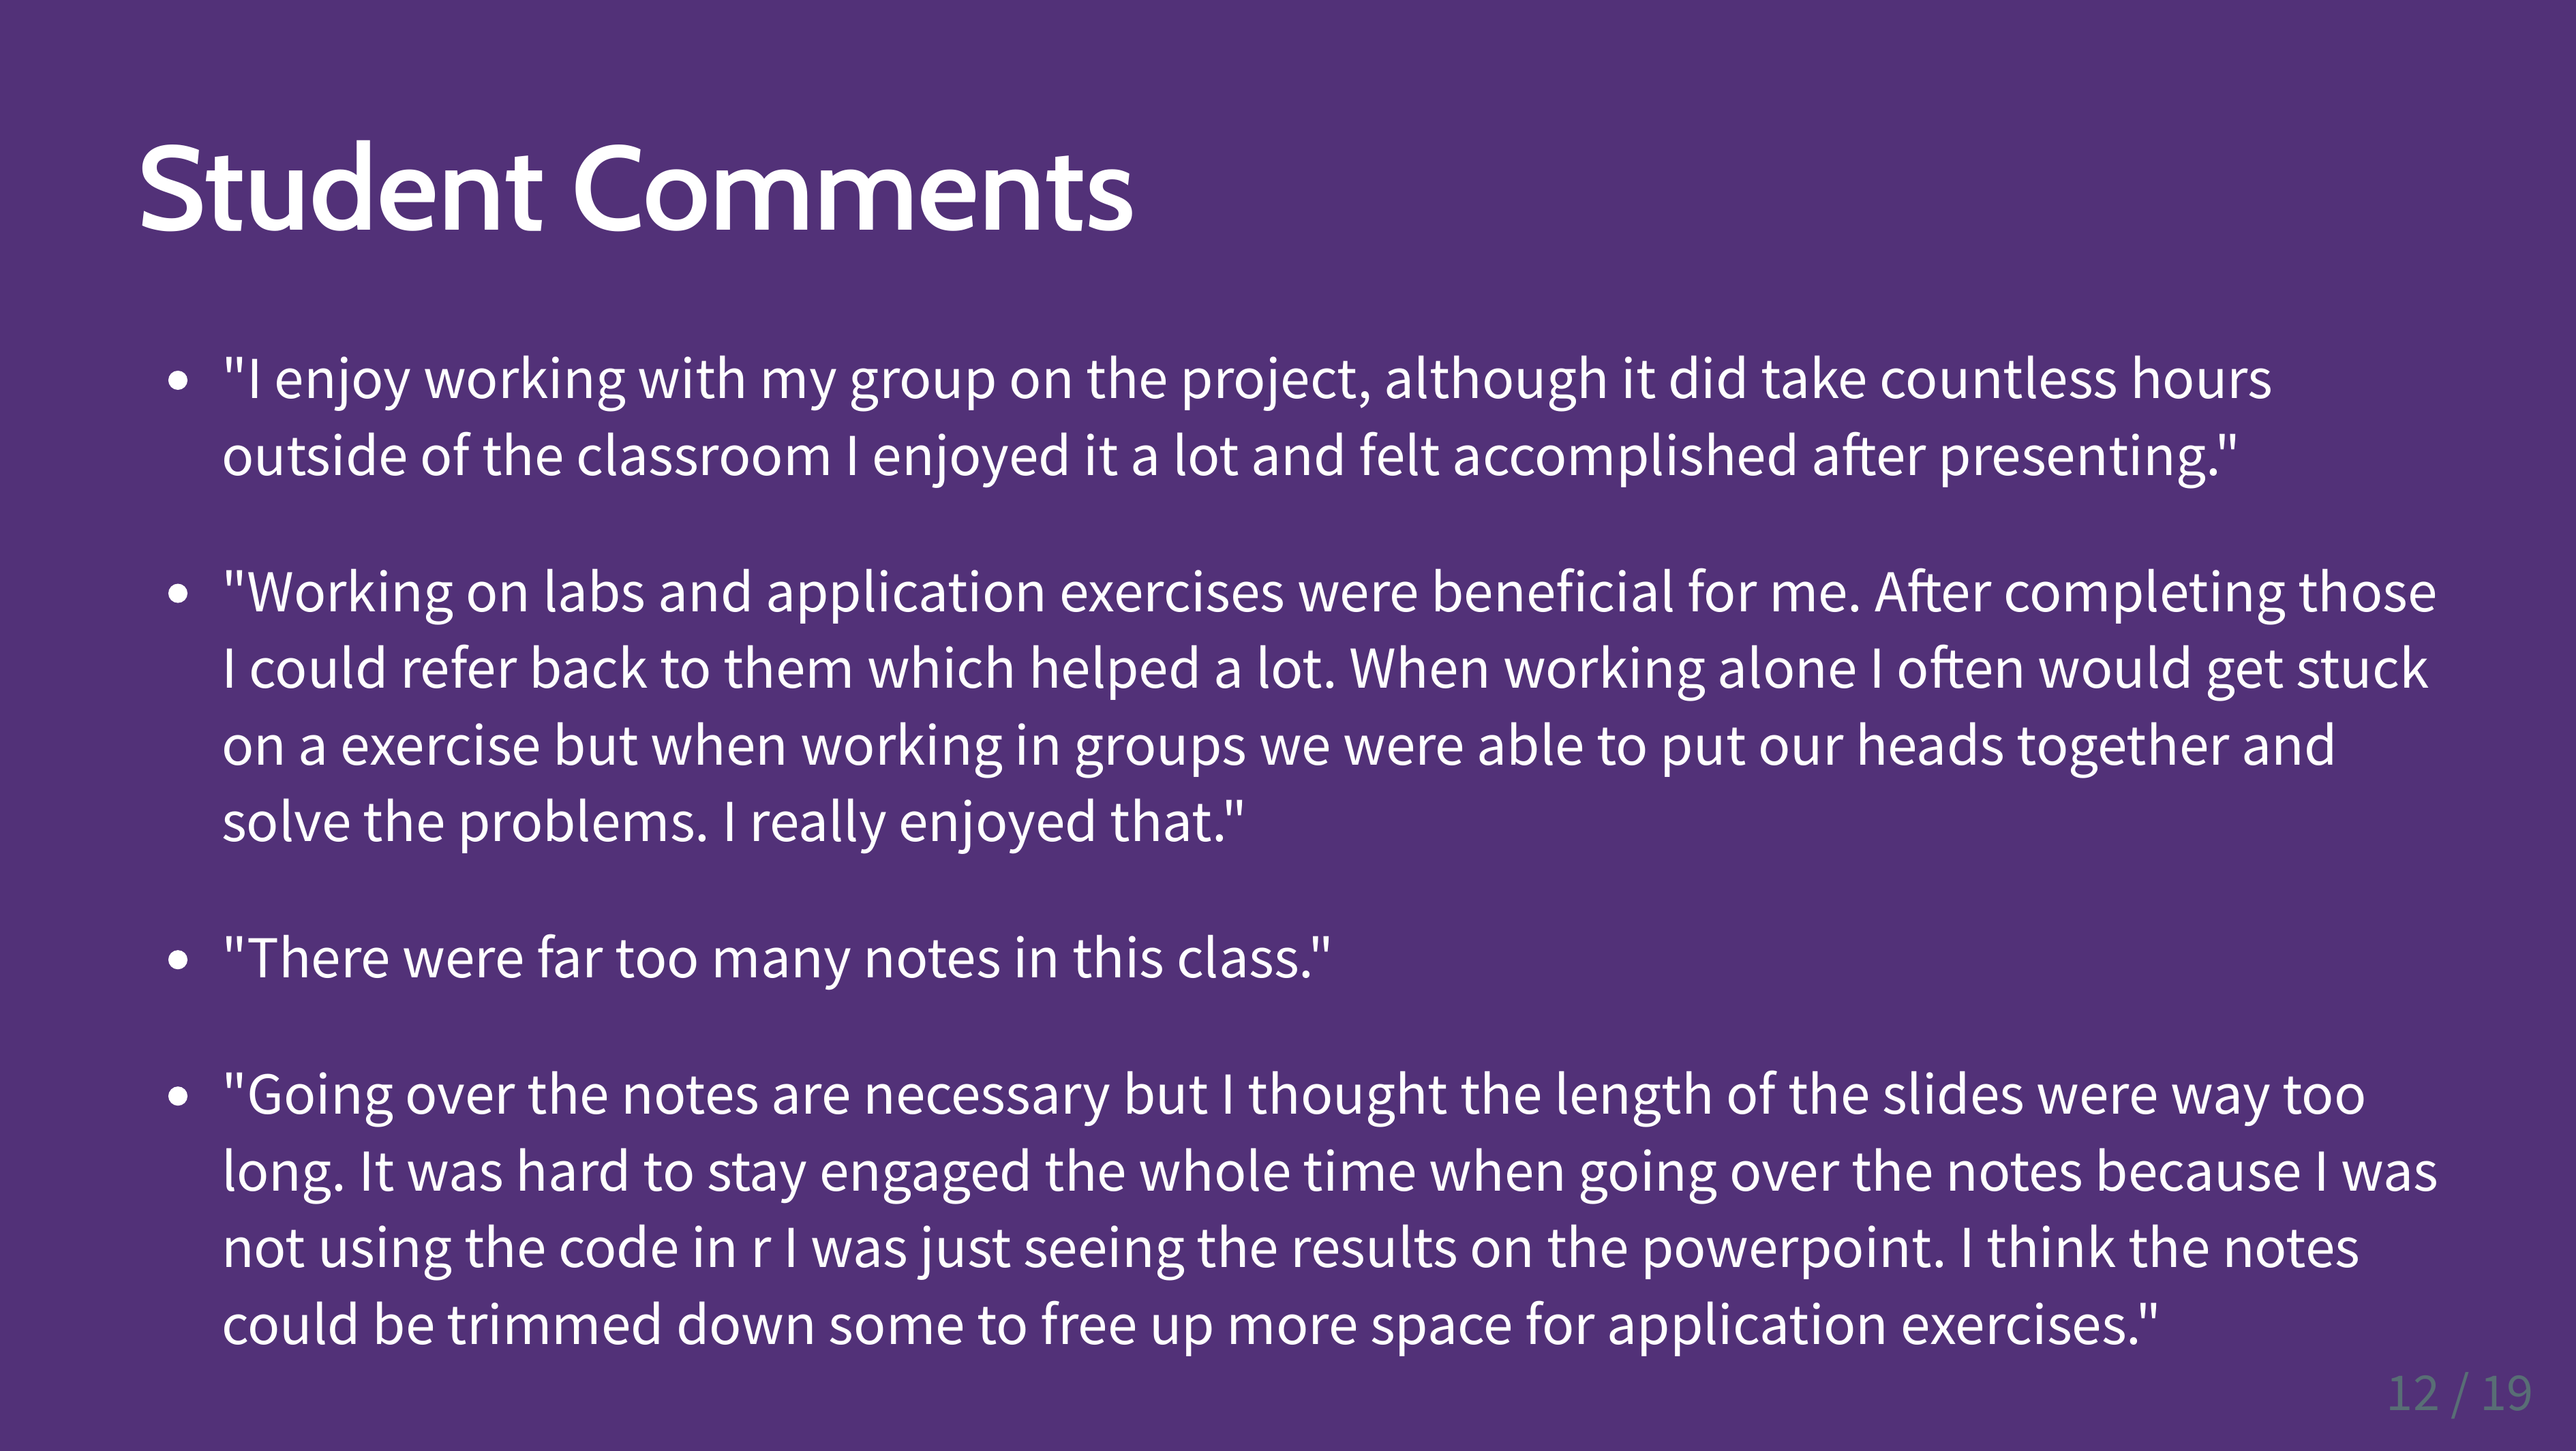 Student Comments
• "I enjoy working with my group on the project, although it did take countless hours
outside of the classroom I enjoyed it a lot and felt accomplished after presenting."
• "Working on labs and application exercises were beneficial for me. After completing those
I could refer back to them which helped a lot. When working alone I often would get stuck
on a exercise but when working in groups we were able to put our heads together and
solve the problems. I really enjoyed that."
• "There were far too many notes in this class."
• "Going over the notes are necessary but I thought the length of the slides were way too
long. It was hard to stay engaged the whole time when going over the notes because I was
not using the code in r I was just seeing the results on the powerpoint. I think the notes
could be trimmed down some to free up more space for application exercises."
12 / 19